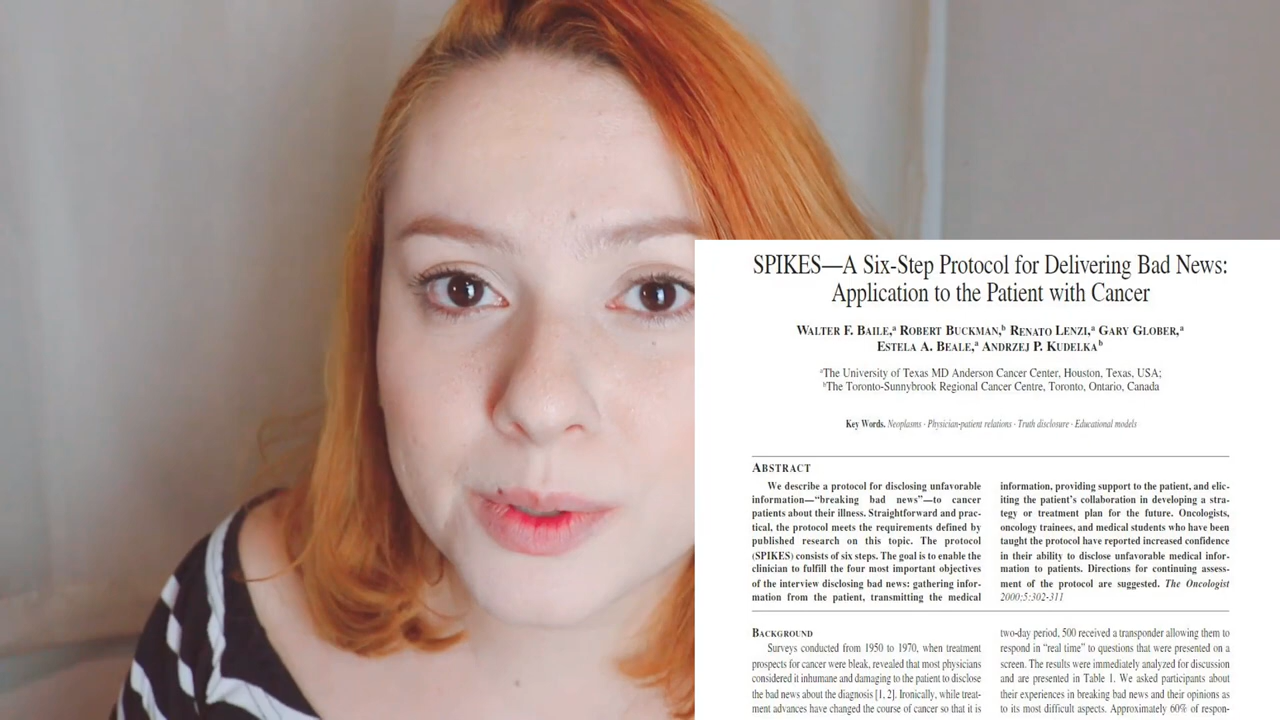 SPIKES—A Six-Step Protocol for Delivering Bad News:
Application to the Patient with Cancer
WALTER F. BAILE,ᵃ ROBERT BUCKMAN,ᵇ RENATO LENZI,ᵃ GARY GLOBER,ᵃ
ESTELA A. BEALE,ᵃ ANDRZEJ P. KUDELKAᵇ
ᵃThe University of Texas MD Anderson Cancer Center, Houston, Texas, USA;
ᵇThe Toronto-Sunnybrook Regional Cancer Centre, Toronto, Ontario, Canada
Key Words. Neoplasms · Physician-patient relations · Truth disclosure · Educational models
ABSTRACT
We describe a protocol for disclosing unfavorable
information—“breaking bad news”—to cancer
patients about their illness. Straightforward and prac-
tical, the protocol meets the requirements defined by
published research on this topic. The protocol
(SPIKES) consists of six steps. The goal is to enable the
clinician to fulfill the four most important objectives
of the interview disclosing bad news: gathering infor-
mation from the patient, transmitting the medical
information, providing support to the patient, and elic-
iting the patient's collaboration in developing a stra-
tegy or treatment plan for the future. Oncologists,
oncology trainees, and medical students who have been
taught the protocol have reported increased confidence
in their ability to disclose unfavorable medical infor-
mation to patients. Directions for continuing assess-
ment of the protocol are suggested. The Oncologist
2000;5:302-311
BACKGROUND
Surveys conducted from 1950 to 1970, when treatment
prospects for cancer were bleak, revealed that most physicians
considered it inhumane and damaging to the patient to disclose
the bad news about the diagnosis [1, 2]. Ironically, while treat-
ment advances have changed the course of cancer so that it is
two-day period, 500 received a transponder allowing them to
respond in “real time” to questions that were presented on a
screen. The results were immediately analyzed for discussion
and are presented in Table 1. We asked participants about
their experiences in breaking bad news and their opinions as
to its most difficult aspects. Approximately 60% of respon-